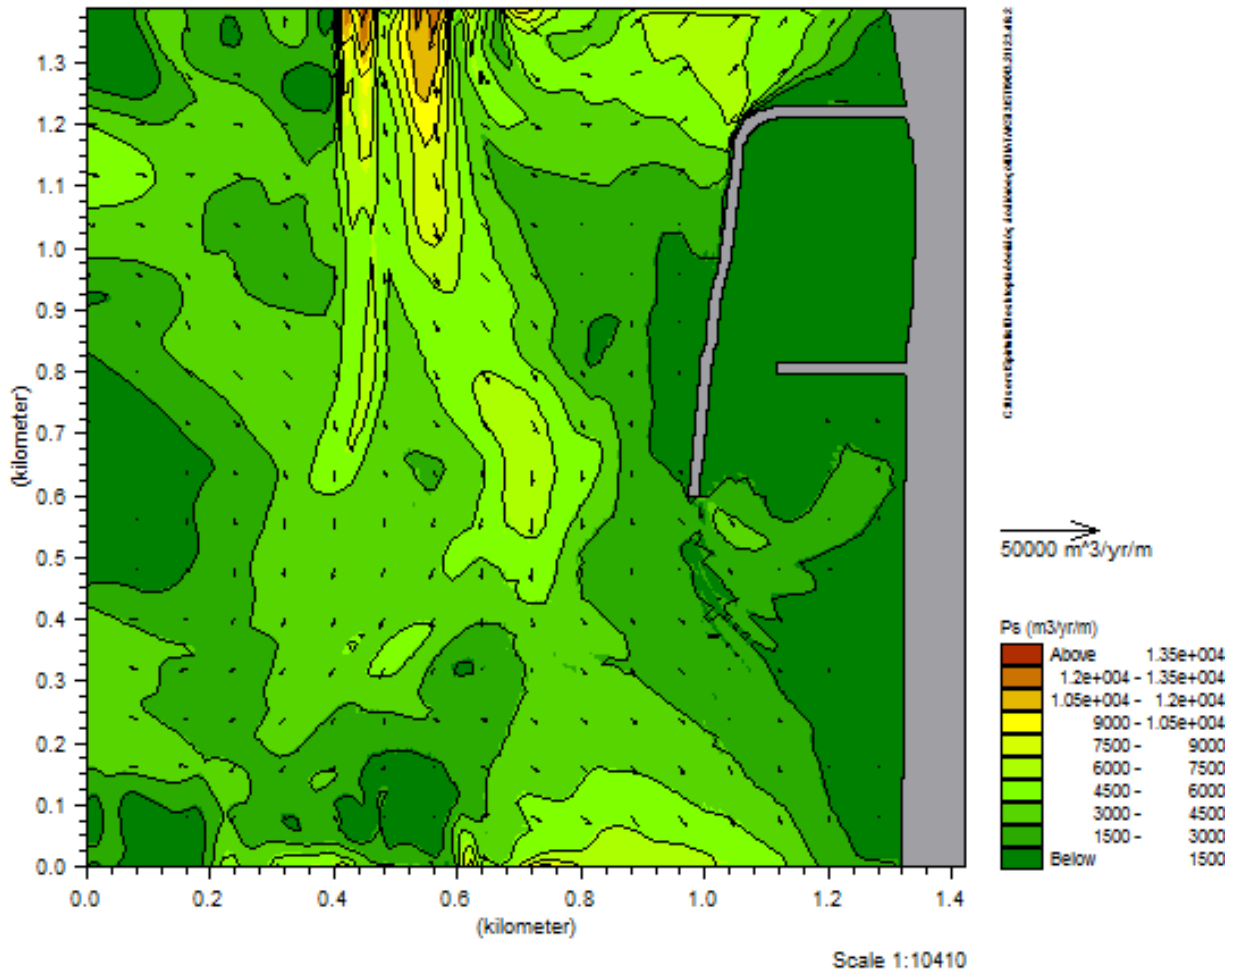 1.3
1.2
1.1
1.0
0.9
0.8
0.7
0.6
0.5
0.4
0.3
0.2
0.1
0.0
(kilometer)
0.0 0.2 0.4 0.6 0.8 1.0 1.2 1.4
(kilometer)
Scale 1:10410
50000 m^3/yr/m
Ps (m3/yr/m)
Above 1.35e+004
1.2e+004 - 1.35e+004
1.05e+004 - 1.2e+004
9000 - 1.05e+004
7500 - 9000
6000 - 7500
4500 - 6000
3000 - 4500
1500 - 3000
Below 1500